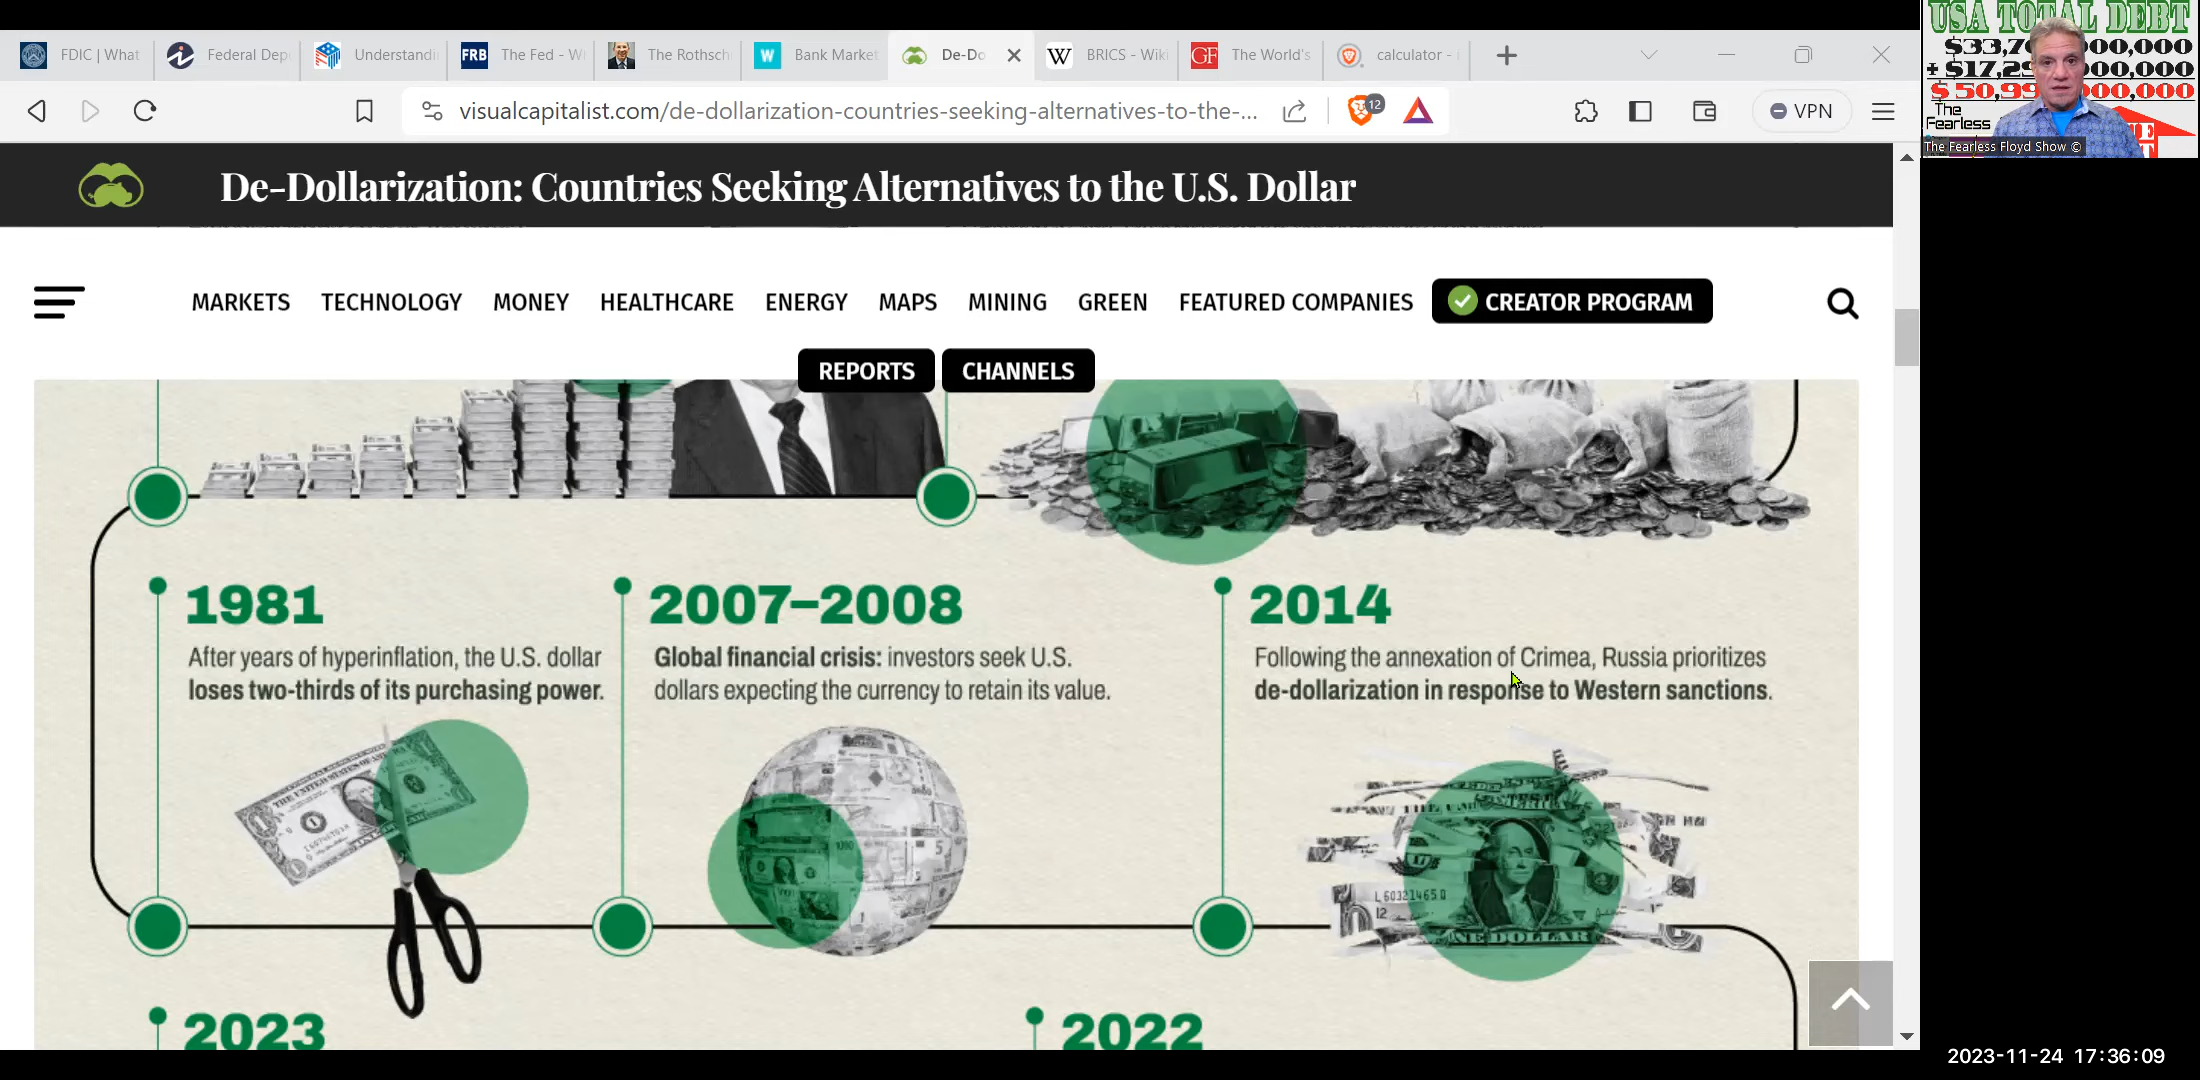 FDIC | What
Federal Dep
Understandi
FRB
The Fed - W
The Rothsch
W
Bank Market
De-Do
W
BRICS - Wiki
GF
The World's
calculator -
visualcapitalist.com/de-dollarization-countries-seeking-alternatives-to-the-...
12
VPN
USA TOTAL DEBT
The
Fearless
The Fearless Floyd Show ©
De-Dollarization: Countries Seeking Alternatives to the U.S. Dollar
MARKETS TECHNOLOGY MONEY HEALTHCARE ENERGY MAPS MINING GREEN FEATURED COMPANIES CREATOR PROGRAM
REPORTS CHANNELS
1981
After years of hyperinflation, the U.S. dollar
loses two-thirds of its purchasing power.
2007–2008
Global financial crisis: investors seek U.S.
dollars expecting the currency to retain its value.
2014
Following the annexation of Crimea, Russia prioritizes
de-dollarization in response to Western sanctions.
2023
2022
2023-11-24 17:36:09